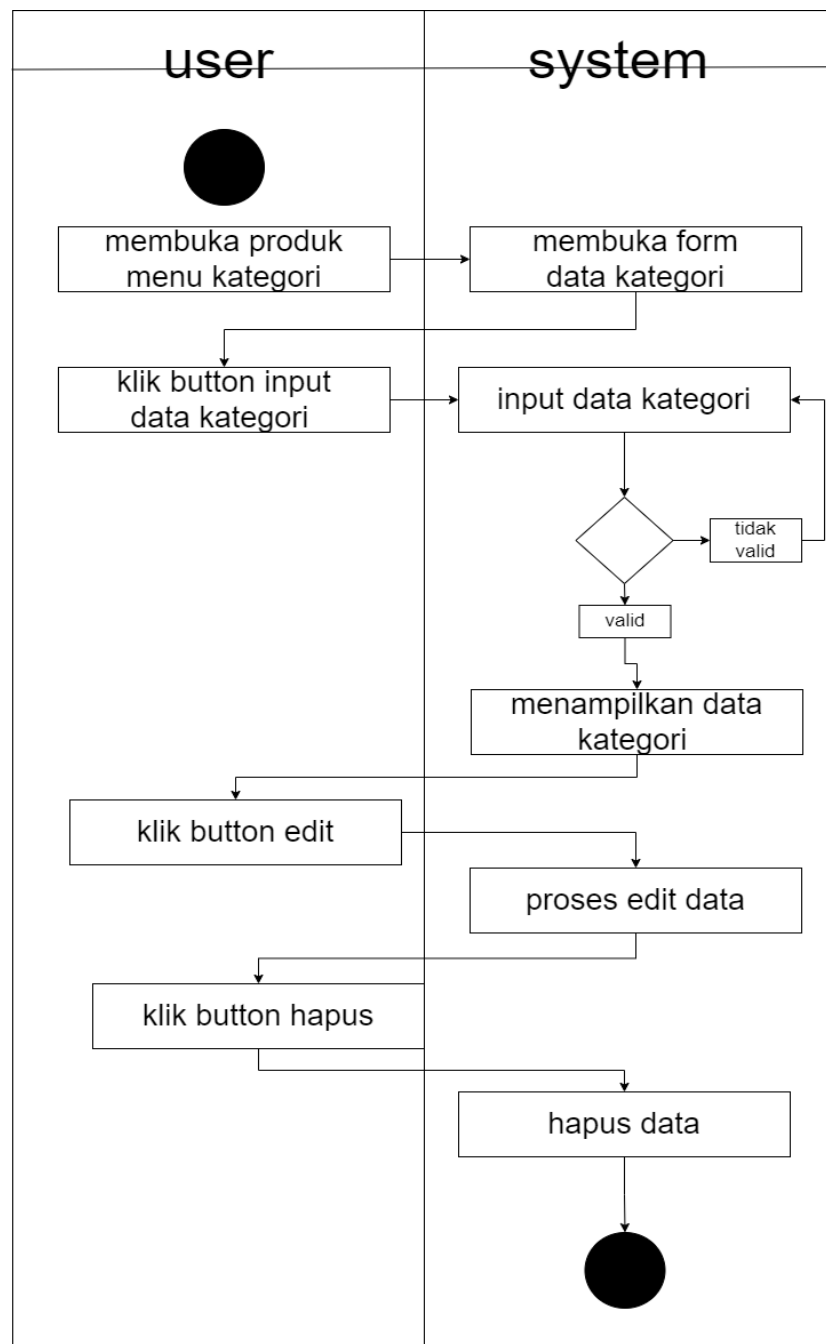 user
system
membuka produk
menu kategori
membuka form
data kategori
klik button input
data kategori
input data kategori
tidak
valid
valid
menampilkan data
kategori
klik button edit
proses edit data
klik button hapus
hapus data